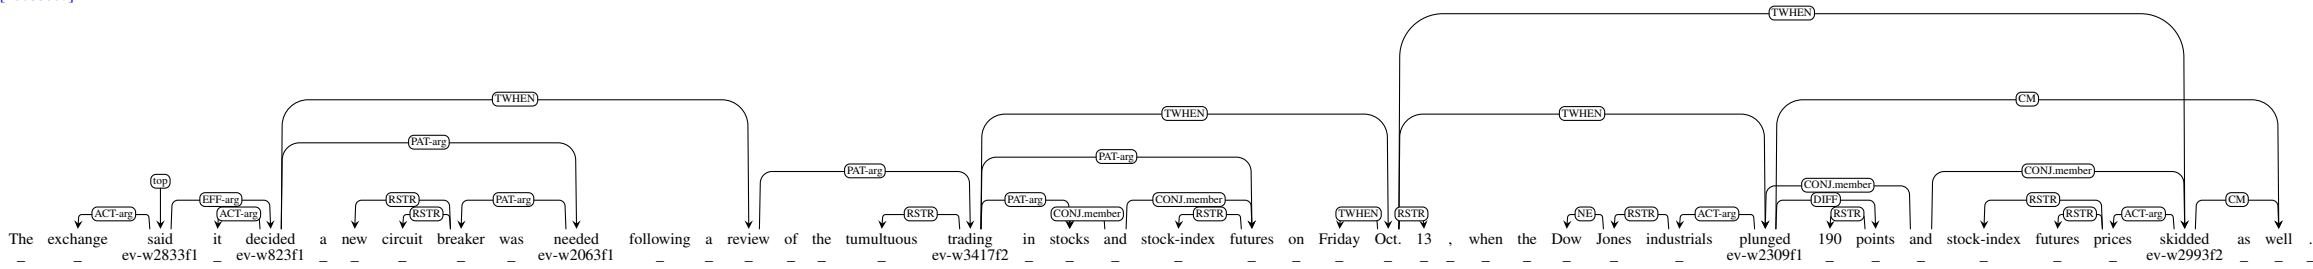 TWHEN
TWHEN CM
TWHEN TWHEN
PAT-arg
PAT-arg
PAT-arg CONJ.member
top CONJ.member
EFF-arg RSTR PAT-arg PAT-arg CONJ.member DIFF RSTR CM
ACT-arg ACT-arg RSTR RSTR CONJ.member RSTR TWHEN RSTR NE RSTR ACT-arg RSTR RSTR ACT-arg
The exchange said it decided a new circuit breaker was needed following a review of the tumultuous trading in stocks and stock-index futures on Friday Oct. 13 , when the Dow Jones industrials plunged 190 points and stock-index futures prices skidded as well .
_ _ ev-w2833f1 _ ev-w823f1 _ _ _ _ _ ev-w2063f1 _ _ _ _ _ _ ev-w3417f2 _ _ _ _ _ _ _ _ _ _ _ _ _ _ _ ev-w2309f1 _ _ _ _ _ _ ev-w2993f2 _ _ _